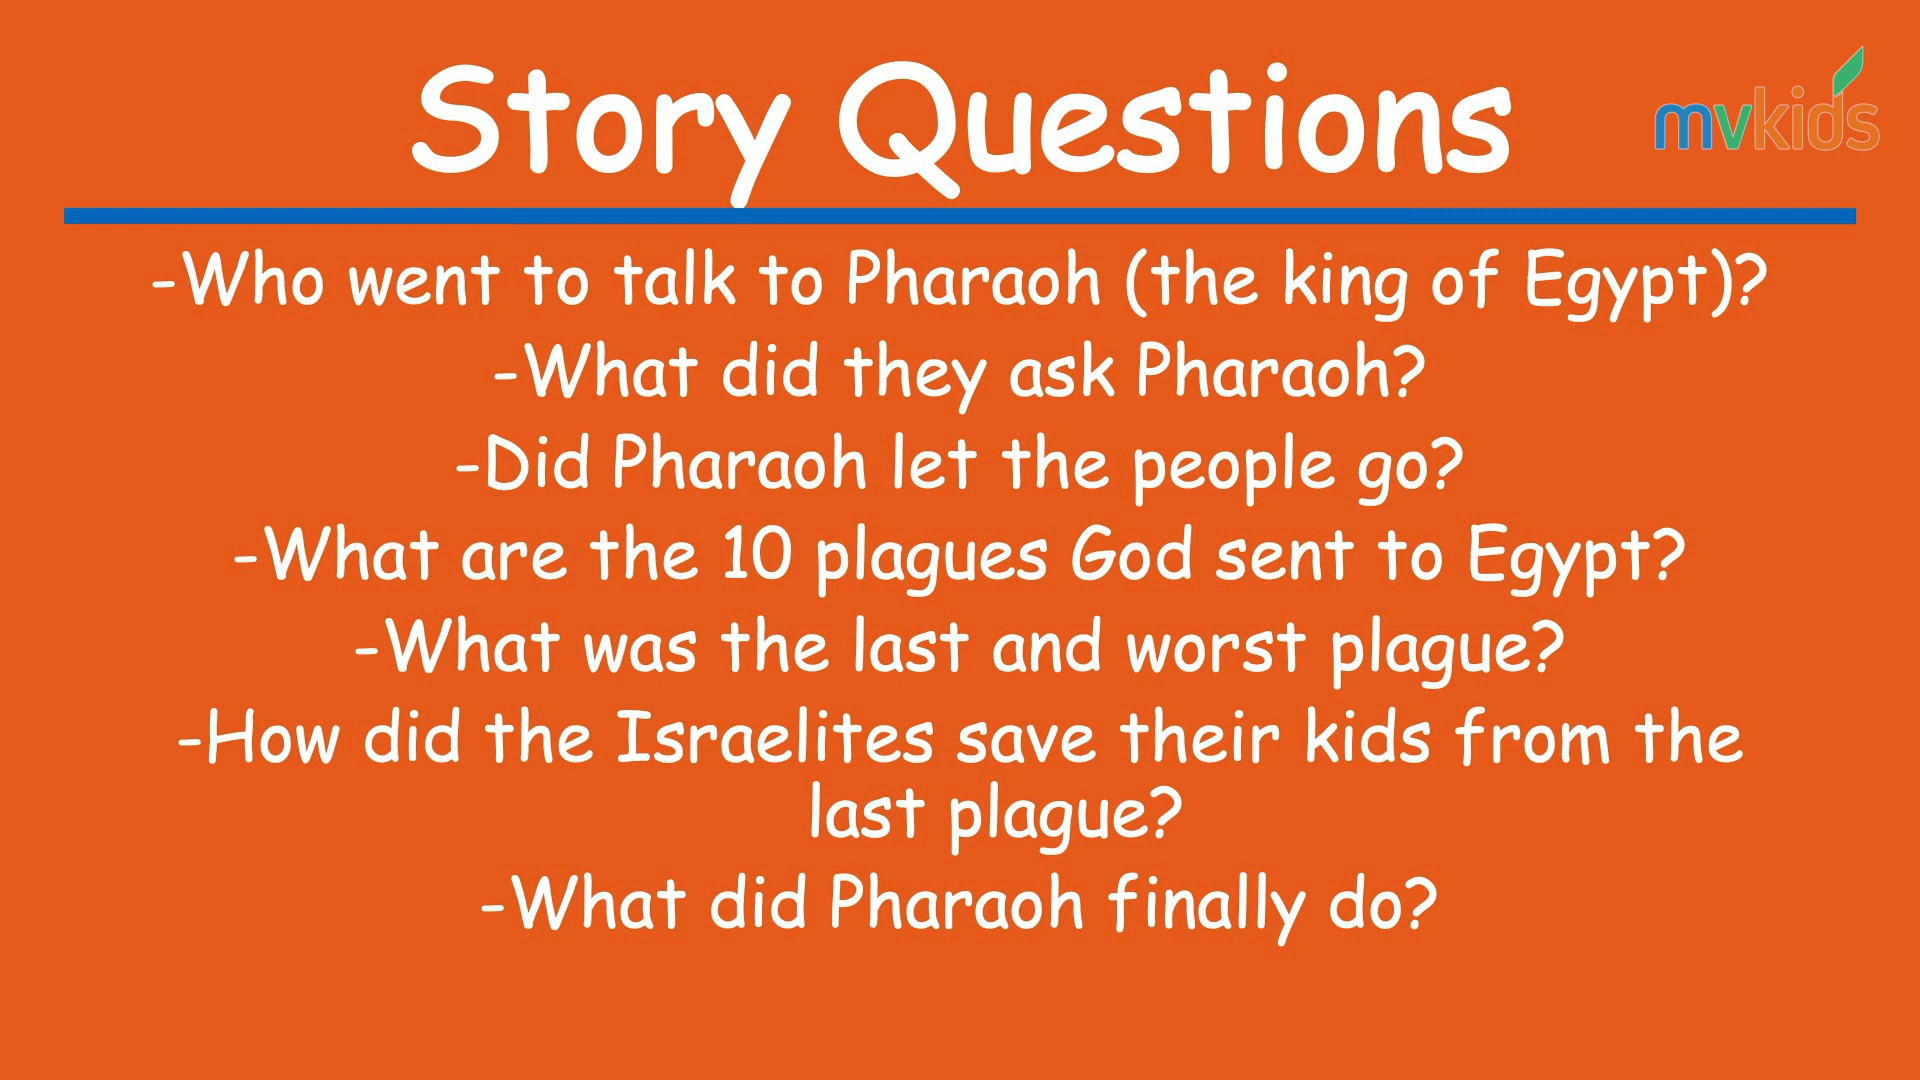 Story Questions
mvkids
-Who went to talk to Pharaoh (the king of Egypt)?
-What did they ask Pharaoh?
-Did Pharaoh let the people go?
-What are the 10 plagues God sent to Egypt?
-What was the last and worst plague?
-How did the Israelites save their kids from the
last plague?
-What did Pharaoh finally do?